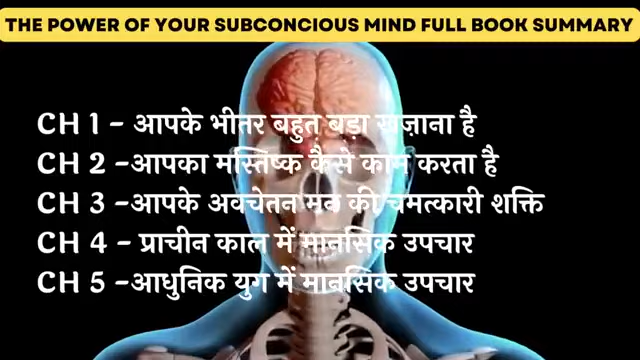 THE POWER OF YOUR SUBCONCIOUS MIND FULL BOOK SUMMARY
CH 1 - आपके भीतर बहुत बड़ा खज़ाना है
CH 2 -आपका मस्तिष्क कैसे काम करता है
CH 3 -आपके अवचेतन मन की चमत्कारी शक्ति
CH 4 - प्राचीन काल में मानसिक उपचार
CH 5 -आधुनिक युग में मानसिक उपचार